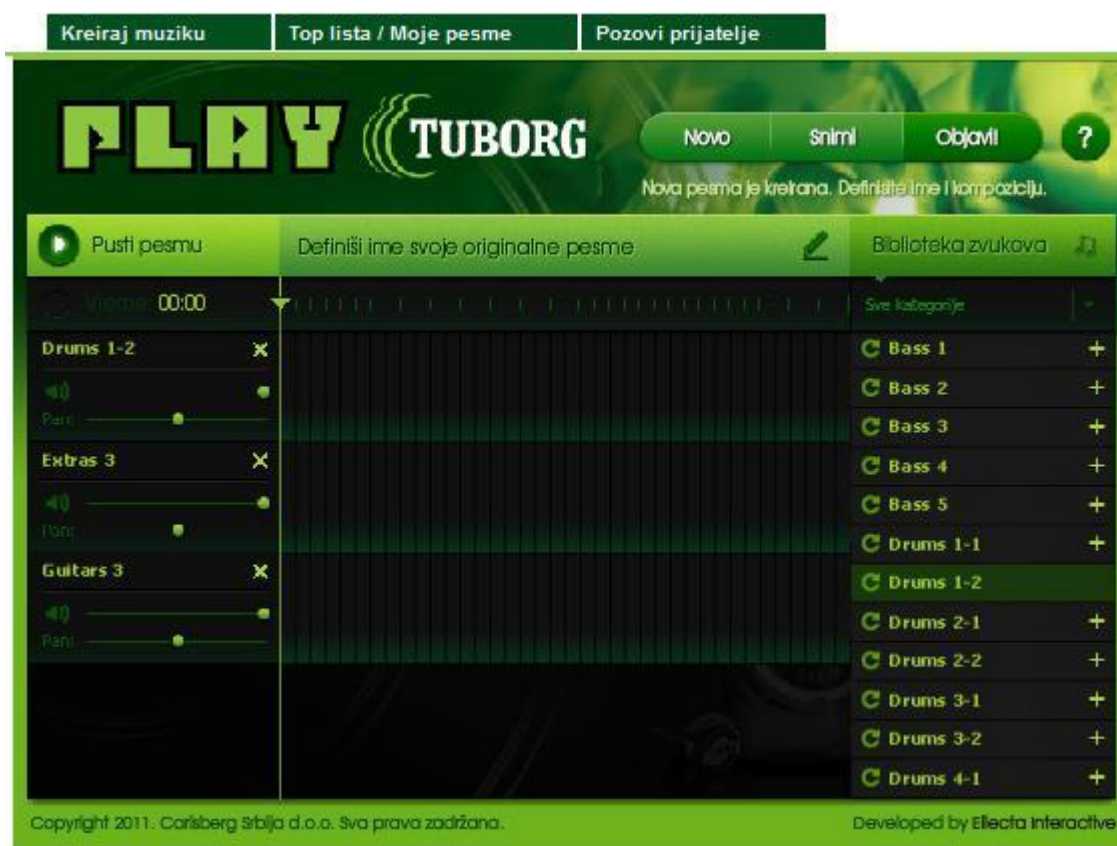 Kreiraj muziku
Top lista / Moje pesme
Pozovi prijatelje
PLAY TUBORG
Novo
Snimi
Objavi!
?
Nova pesma je kreirana. Definišite ime i kompoziciju.
Pusti pesmu
Definiši ime svoje originalne pesme
Biblioteka zvukova
Vreme: 00:00
Sve kategorije
Drums 1-2
Pan:
Extras 3
Pan:
Guitars 3
Pan:
Bass 1
Bass 2
Bass 3
Bass 4
Bass 5
Drums 1-1
Drums 1-2
Drums 2-1
Drums 2-2
Drums 3-1
Drums 3-2
Drums 4-1
Copyright 2011. Carlsberg Srbija d.o.o. Sva prava zadržana.
Developed by Ellecta Interactive